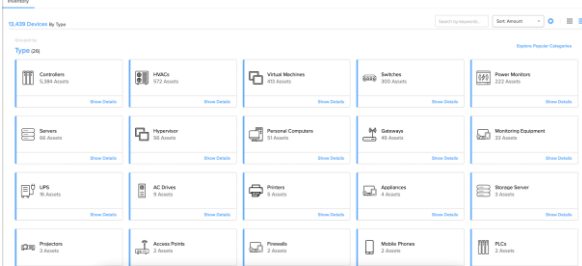 Inventory
13,439 Devices By Type
Search by keywords...
Sort: Amount
Grouped by
Type (26)
Explore Popular Categories
Controllers
5,384 Assets
Show Details
HVACs
572 Assets
Show Details
Virtual Machines
413 Assets
Show Details
Switches
300 Assets
Show Details
Power Monitors
222 Assets
Show Details
Servers
68 Assets
Show Details
Hypervisor
58 Assets
Show Details
Personal Computers
51 Assets
Show Details
Gateways
49 Assets
Show Details
Monitoring Equipment
33 Assets
Show Details
UPS
16 Assets
Show Details
AC Drives
9 Assets
Show Details
Printers
5 Assets
Show Details
Appliances
4 Assets
Show Details
Storage Server
3 Assets
Show Details
Projectors
3 Assets
Access Points
2 Assets
Firewalls
2 Assets
Mobile Phones
2 Assets
PLCs
2 Assets